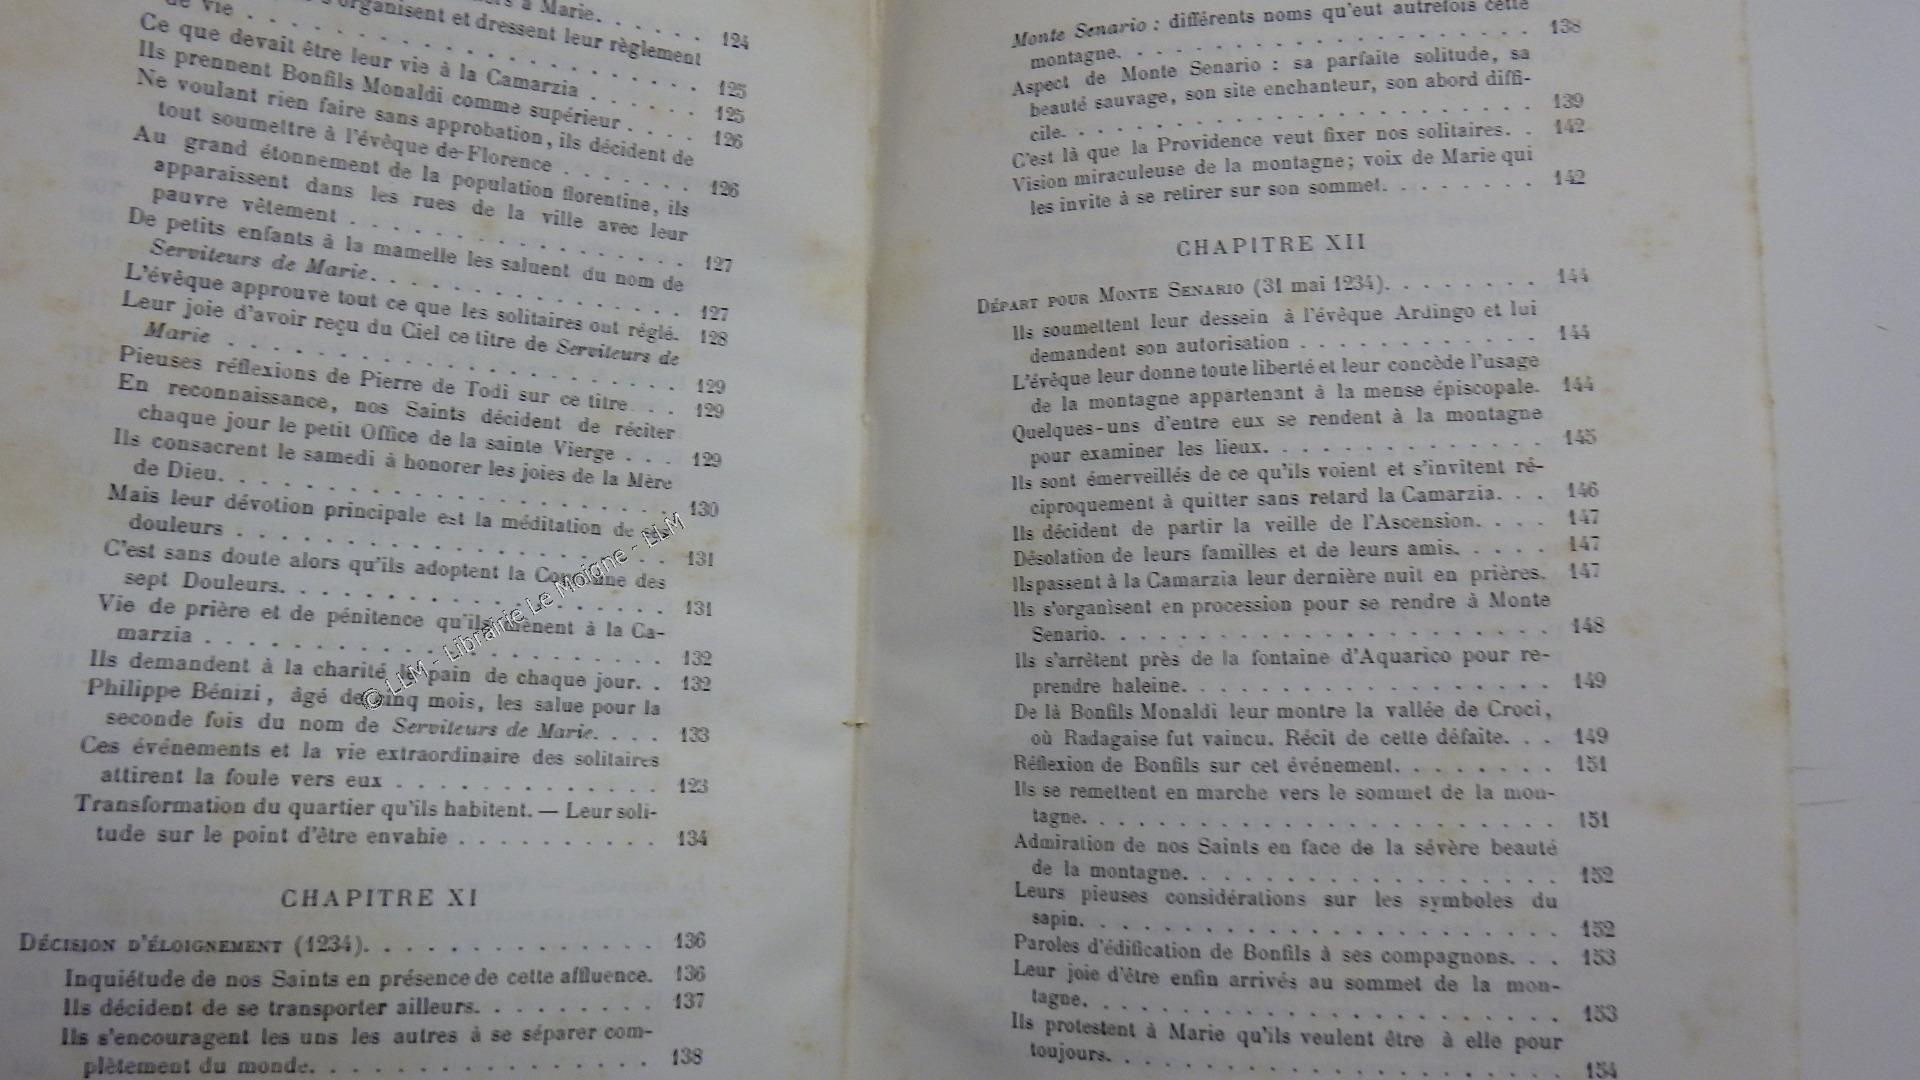 à Marie. . . . . . 124
s'organisent et dressent leur règlement
de vie . . . . . . . . . . . . . . . 125
Ce que devait être leur vie à la Camarzia . . . . . . 125
Ils prennent Bonfils Monaldi comme supérieur . . . . 126
Ne voulant rien faire sans approbation, ils décident de
tout soumettre à l'évêque de Florence . . . . . . . 126
Au grand étonnement de la population florentine, ils
apparaissent dans les rues de la ville avec leur
pauvre vêtement . . . . . . . . . . . . . . . 127
De petits enfants à la mamelle les saluent du nom de
Serviteurs de Marie. . . . . . . . . . . . . . . 127
L'évêque approuve tout ce que les solitaires ont réglé. 128
Leur joie d'avoir reçu du Ciel ce titre de Serviteurs de
Marie . . . . . . . . . . . . . . . . . 129
Pieuses réflexions de Pierre de Todi sur ce titre . . . 129
En reconnaissance, nos Saints décident de réciter
chaque jour le petit Office de la sainte Vierge . . . 129
Ils consacrent le samedi à honorer les joies de la Mère
de Dieu. . . . . . . . . . . . . . . . . . 130
Mais leur dévotion principale est la méditation de ses
douleurs . . . . . . . . . . . . . . . . . 131
C'est sans doute alors qu'ils adoptent la Couronne des
sept Douleurs. . . . . . . . . . . . . . . . 131
Vie de prière et de pénitence qu'ils mènent à la Ca-
marzia . . . . . . . . . . . . . . . . . . 132
Ils demandent à la charité le pain de chaque jour. . 132
Philippe Bénizi, âgé de cinq mois, les salue pour la
seconde fois du nom de Serviteurs de Marie. . . . 133
Ces événements et la vie extraordinaire des solitaires
attirent la foule vers eux . . . . . . . . . . . . 123
Transformation du quartier qu'ils habitent. — Leur soli-
tude sur le point d'être envahie . . . . . . . . . 134
CHAPITRE XI
DÉCISION D'ÉLOIGNEMENT (1234). . . . . . . . . . . . . 136
Inquiétude de nos Saints en présence de cette affluence. 136
Ils décident de se transporter ailleurs. . . . . . . . . 137
Ils s'encouragent les uns les autres à se séparer com-
plètement du monde. . . . . . . . . . . . . . . 138
Monte Senario : différents noms qu'eut autrefois cette
montagne. . . . . . . . . . . . . . . . . . 138
Aspect de Monte Senario : sa parfaite solitude, sa
beauté sauvage, son site enchanteur, son abord diffi-
cile. . . . . . . . . . . . . . . . . . . . 139
C'est là que la Providence veut fixer nos solitaires. . 142
Vision miraculeuse de la montagne; voix de Marie qui
les invite à se retirer sur son sommet. . . . . . . . 142
CHAPITRE XII
DÉPART POUR MONTE SENARIO (31 mai 1234). . . . . . . . 144
Ils soumettent leur dessein à l'évêque Ardingo et lui
demandent son autorisation . . . . . . . . . . . 144
L'évêque leur donne toute liberté et leur concède l'usage
de la montagne appartenant à la mense épiscopale. 144
Quelques-uns d'entre eux se rendent à la montagne
pour examiner les lieux. . . . . . . . . . . . . 145
Ils sont émerveillés de ce qu'ils voient et s'invitent ré-
ciproquement à quitter sans retard la Camarzia. . . 146
Ils décident de partir la veille de l'Ascension. . . . 147
Désolation de leurs familles et de leurs amis. . . . . 147
Ils passent à la Camarzia leur dernière nuit en prières. 147
Ils s'organisent en procession pour se rendre à Monte
Senario. . . . . . . . . . . . . . . . . . . 148
Ils s'arrêtent près de la fontaine d'Aquarico pour re-
prendre haleine. . . . . . . . . . . . . . . . 149
De là Bonfils Monaldi leur montre la vallée de Croci,
où Radagaise fut vaincu. Récit de cette défaite. . . 149
Réflexion de Bonfils sur cet événement. . . . . . . . 151
Ils se remettent en marche vers le sommet de la mon-
tagne. . . . . . . . . . . . . . . . . . . . 151
Admiration de nos Saints en face de la sévère beauté
de la montagne. . . . . . . . . . . . . . . . 152
Leurs pieuses considérations sur les symboles du
sapin. . . . . . . . . . . . . . . . . . . . 152
Paroles d'édification de Bonfils à ses compagnons. . . 153
Leur joie d'être enfin arrivés au sommet de la mon-
tagne. . . . . . . . . . . . . . . . . . . . 153
Ils protestent à Marie qu'ils veulent être à elle pour
toujours. . . . . . . . . . . . . . . . . . . 154
© LLM - Librairie Le Moigne - LLM